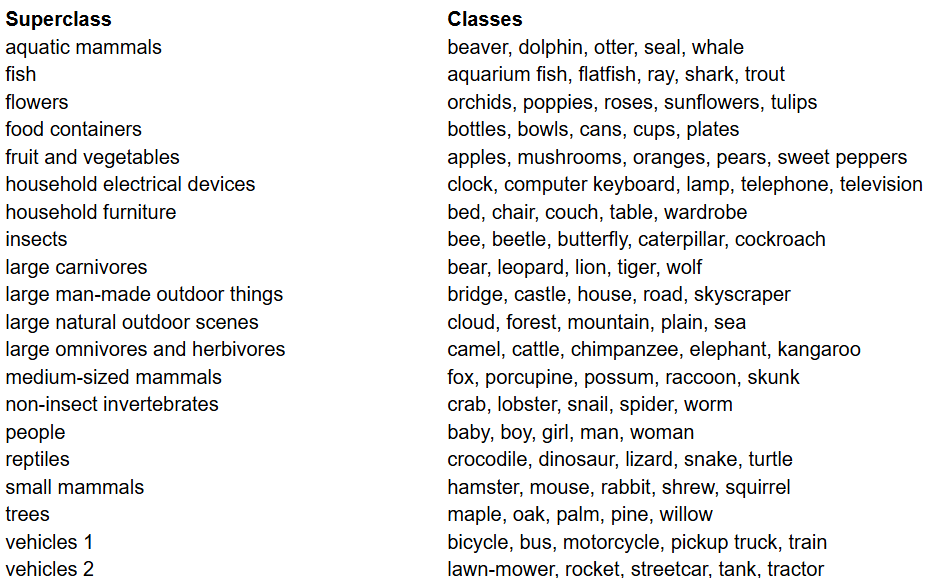 Superclass Classes
aquatic mammals beaver, dolphin, otter, seal, whale
fish aquarium fish, flatfish, ray, shark, trout
flowers orchids, poppies, roses, sunflowers, tulips
food containers bottles, bowls, cans, cups, plates
fruit and vegetables apples, mushrooms, oranges, pears, sweet peppers
household electrical devices clock, computer keyboard, lamp, telephone, television
household furniture bed, chair, couch, table, wardrobe
insects bee, beetle, butterfly, caterpillar, cockroach
large carnivores bear, leopard, lion, tiger, wolf
large man-made outdoor things bridge, castle, house, road, skyscraper
large natural outdoor scenes cloud, forest, mountain, plain, sea
large omnivores and herbivores camel, cattle, chimpanzee, elephant, kangaroo
medium-sized mammals fox, porcupine, possum, raccoon, skunk
non-insect invertebrates crab, lobster, snail, spider, worm
people baby, boy, girl, man, woman
reptiles crocodile, dinosaur, lizard, snake, turtle
small mammals hamster, mouse, rabbit, shrew, squirrel
trees maple, oak, palm, pine, willow
vehicles 1 bicycle, bus, motorcycle, pickup truck, train
vehicles 2 lawn-mower, rocket, streetcar, tank, tractor